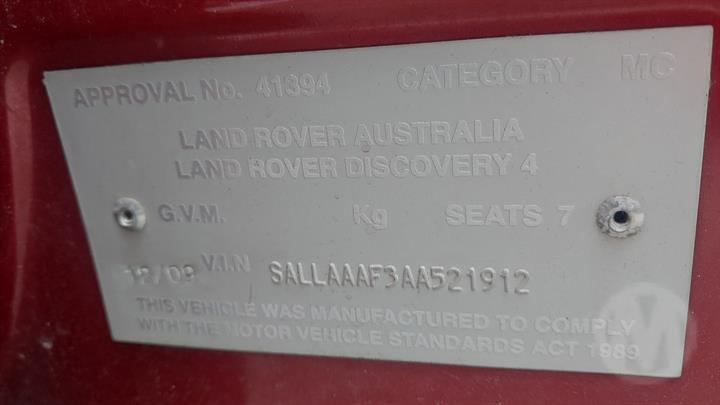 APPROVAL No. 41394 CATEGORY MC
LAND ROVER AUSTRALIA
LAND ROVER DISCOVERY 4
G.V.M. Kg SEATS 7
12/09 V.I.N SALLAAAF3AA521912
THIS VEHICLE WAS MANUFACTURED TO COMPLY
WITH THE MOTOR VEHICLE STANDARDS ACT 1989